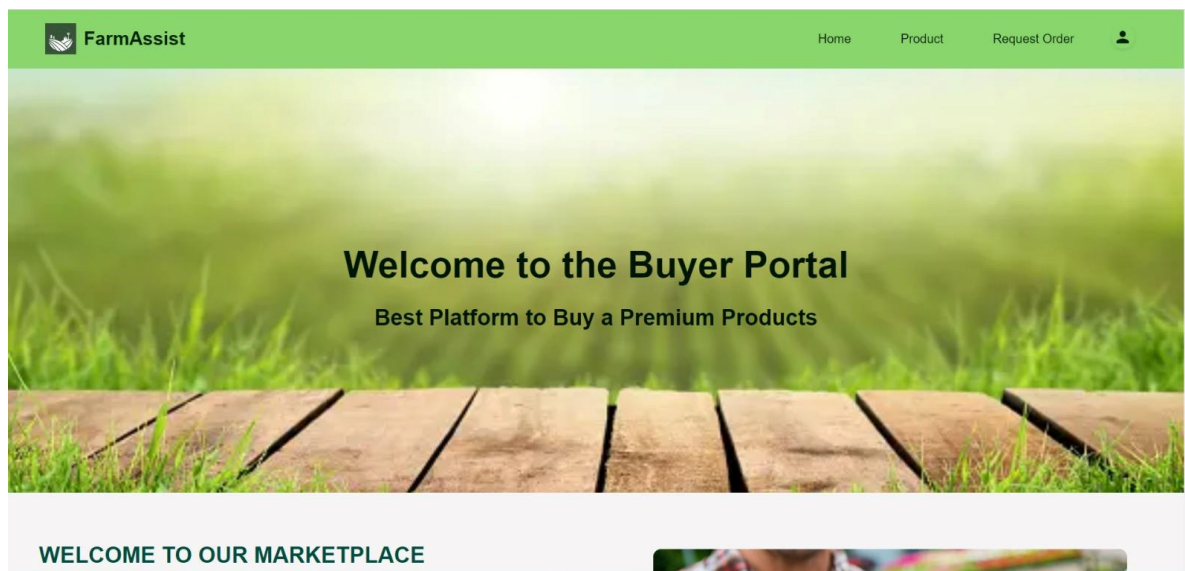 FarmAssist
Home Product Request Order
Welcome to the Buyer Portal
Best Platform to Buy a Premium Products
WELCOME TO OUR MARKETPLACE